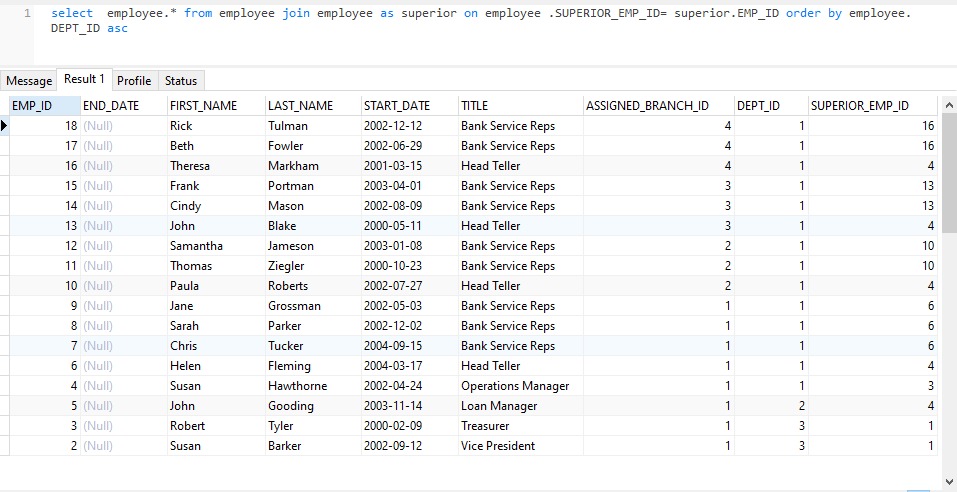 1 select  employee.* from employee join employee as superior on employee .SUPERIOR_EMP_ID= superior.EMP_ID order by employee.
DEPT_ID asc
Message Result 1 Profile Status
EMP_ID END_DATE FIRST_NAME LAST_NAME START_DATE TITLE ASSIGNED_BRANCH_ID DEPT_ID SUPERIOR_EMP_ID
18 (Null) Rick Tulman 2002-12-12 Bank Service Reps 4 1 16
17 (Null) Beth Fowler 2002-06-29 Bank Service Reps 4 1 16
16 (Null) Theresa Markham 2001-03-15 Head Teller 4 1 4
15 (Null) Frank Portman 2003-04-01 Bank Service Reps 3 1 13
14 (Null) Cindy Mason 2002-08-09 Bank Service Reps 3 1 13
13 (Null) John Blake 2000-05-11 Head Teller 3 1 4
12 (Null) Samantha Jameson 2003-01-08 Bank Service Reps 2 1 10
11 (Null) Thomas Ziegler 2000-10-23 Bank Service Reps 2 1 10
10 (Null) Paula Roberts 2002-07-27 Head Teller 2 1 4
9 (Null) Jane Grossman 2002-05-03 Bank Service Reps 1 1 6
8 (Null) Sarah Parker 2002-12-02 Bank Service Reps 1 1 6
7 (Null) Chris Tucker 2004-09-15 Bank Service Reps 1 1 6
6 (Null) Helen Fleming 2004-03-17 Head Teller 1 1 4
4 (Null) Susan Hawthorne 2002-04-24 Operations Manager 1 1 3
5 (Null) John Gooding 2003-11-14 Loan Manager 1 2 4
3 (Null) Robert Tyler 2000-02-09 Treasurer 1 3 1
2 (Null) Susan Barker 2002-09-12 Vice President 1 3 1